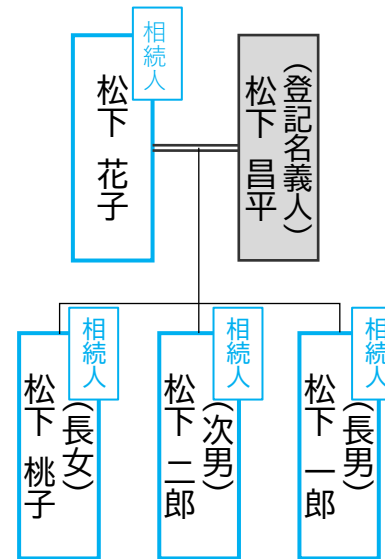 （登記名義人）
松下 昌平
相続人
松下 花子
相続人
（長男）
松下 一郎
相続人
（次男）
松下 二郎
相続人
（長女）
松下 桃子